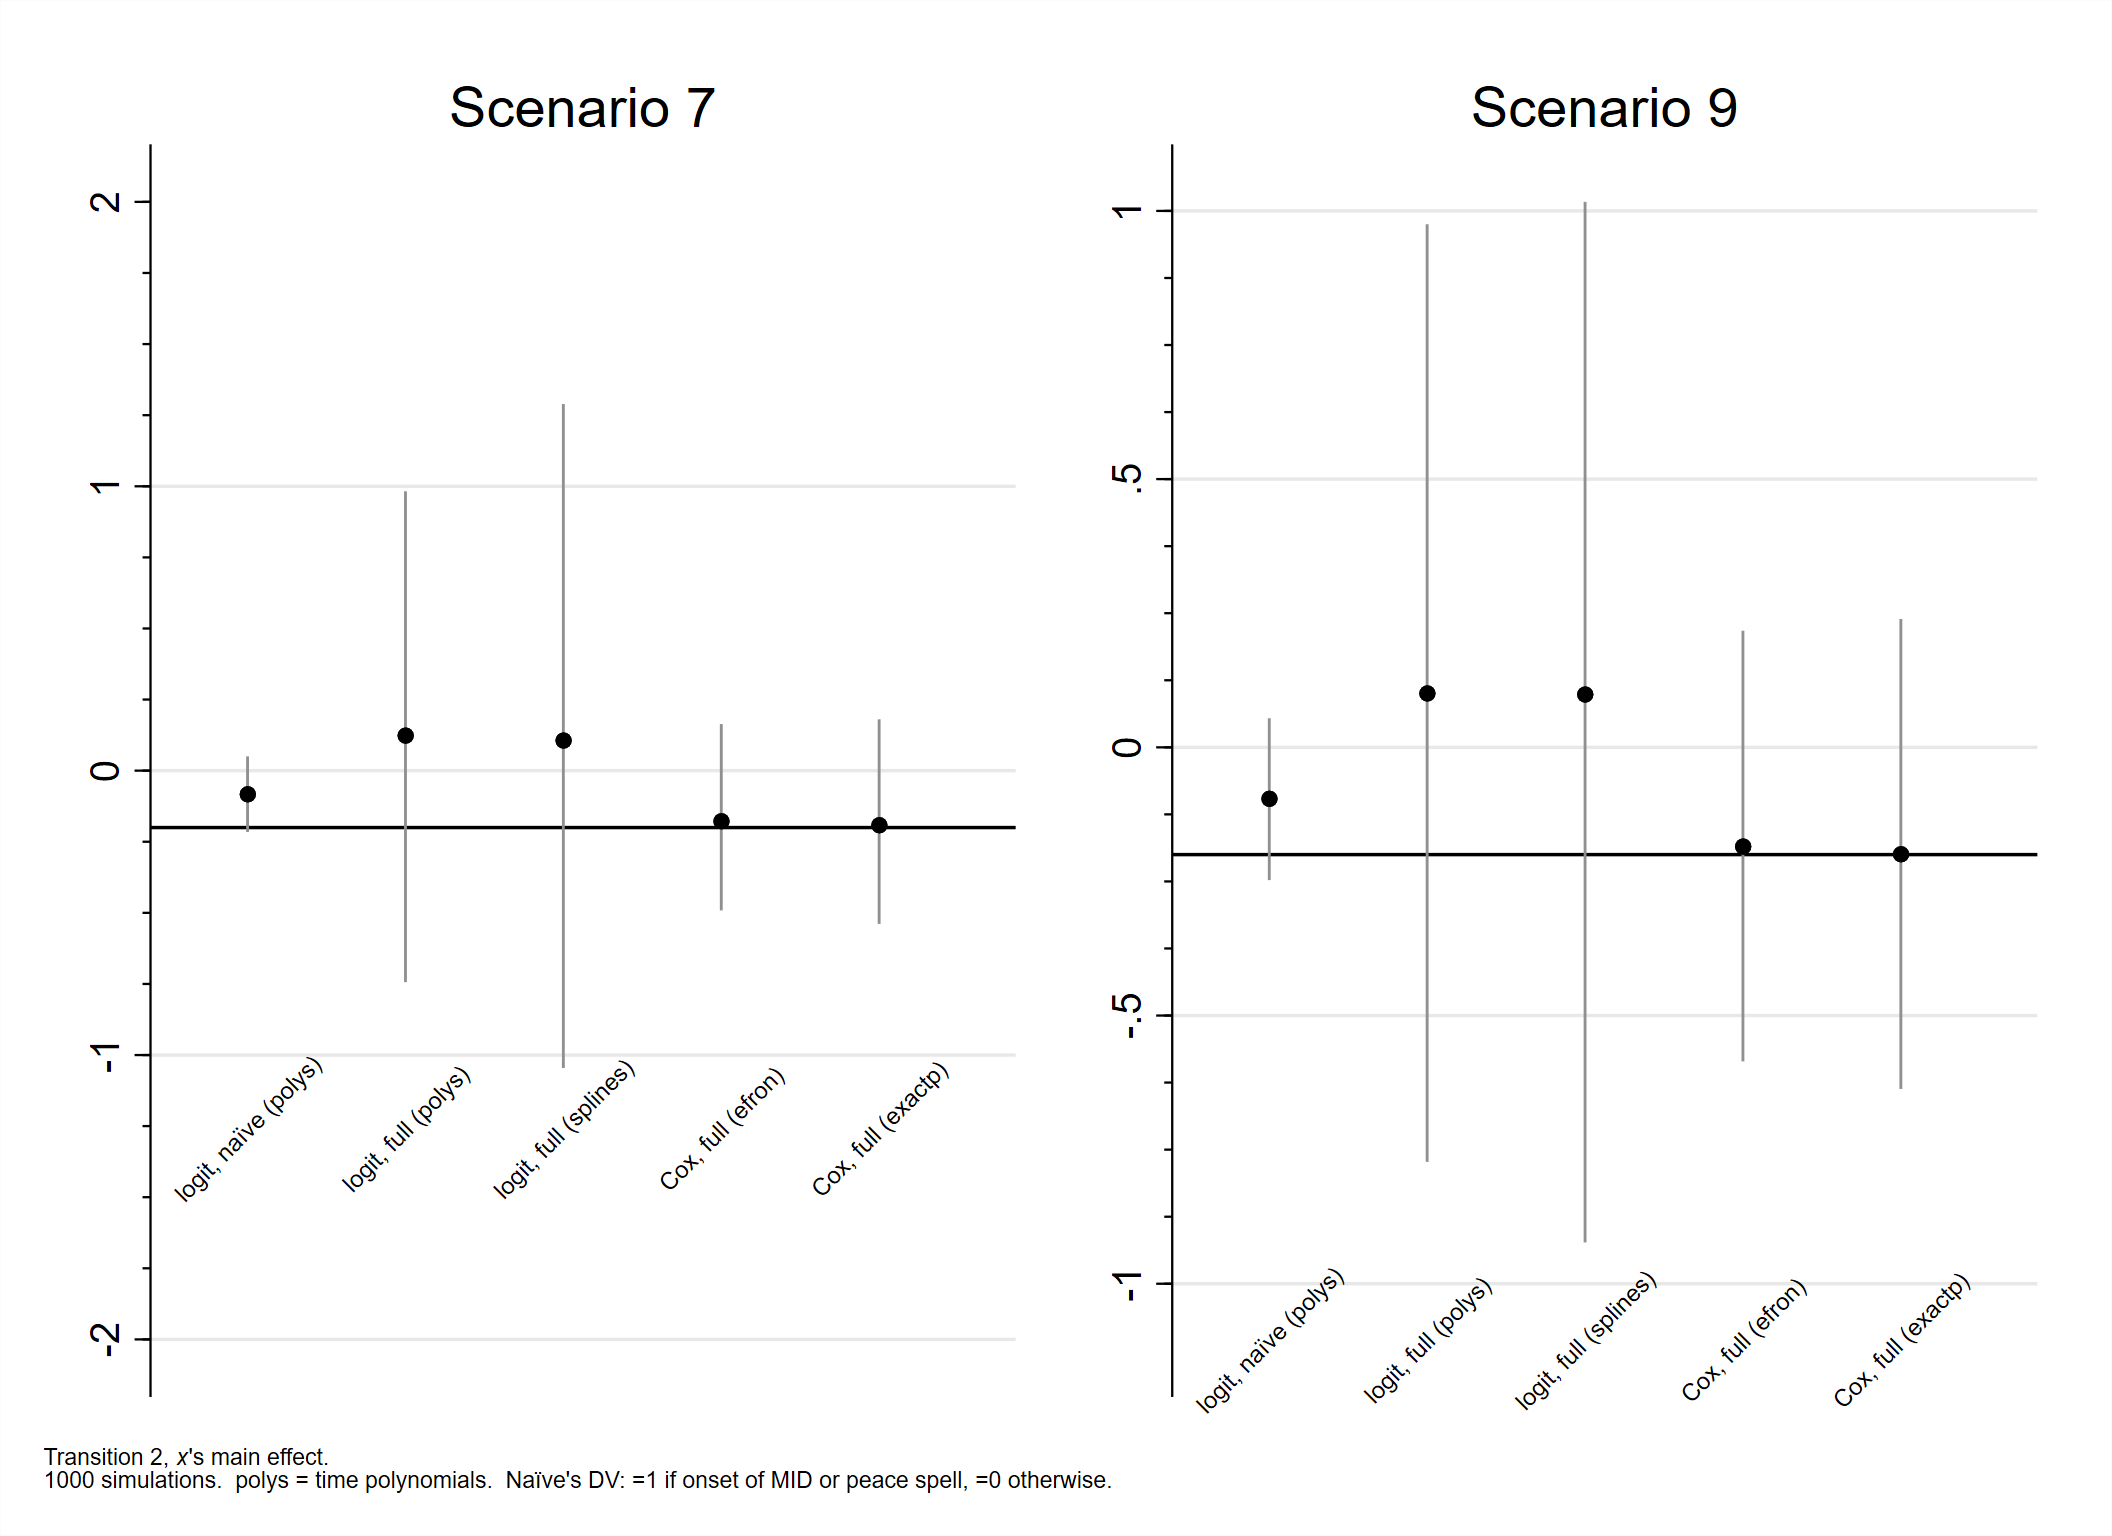 Scenario 7
2
1
0
-1
-2
logit, naïve (polys)
logit, full (polys)
logit, full (splines)
Cox, full (efron)
Cox, full (exactp)
Scenario 9
1
.5
0
-.5
-1
logit, naïve (polys)
logit, full (polys)
logit, full (splines)
Cox, full (efron)
Cox, full (exactp)
Transition 2, x's main effect.
1000 simulations.  polys = time polynomials.  Naïve's DV: =1 if onset of MID or peace spell, =0 otherwise.